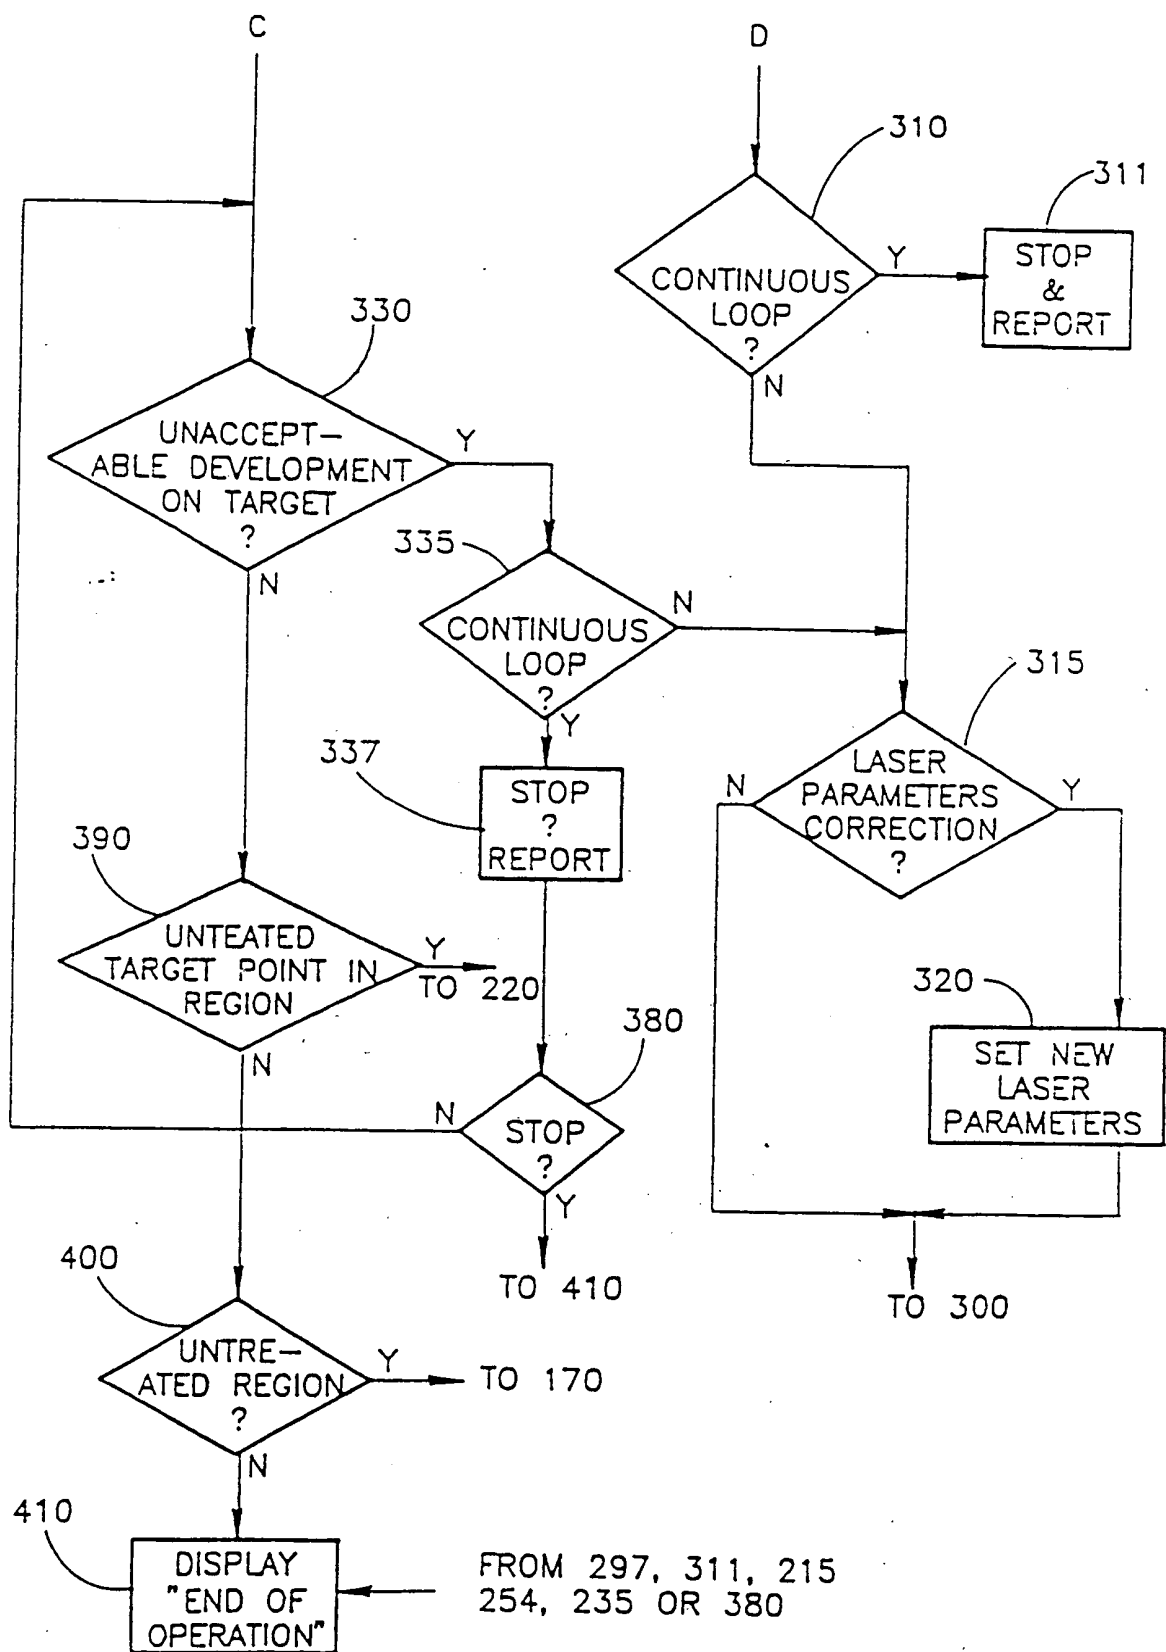 C
D
310
311
STOP
&
REPORT
Y
CONTINUOUS
LOOP
?
N
330
UNACCEPT-
ABLE DEVELOPMENT
ON TARGET
?
Y
N
335
CONTINUOUS
LOOP
?
N
Y
315
LASER
PARAMETERS
CORRECTION
?
N
Y
337
STOP
?
REPORT
390
UNTEATED
TARGET POINT IN
REGION
Y
TO 220
N
320
SET NEW
LASER
PARAMETERS
380
STOP
?
N
Y
TO 410
TO 300
400
UNTRE-
ATED REGION
?
Y
TO 170
N
410
DISPLAY
"END OF
OPERATION"
FROM 297, 311, 215
254, 235 OR 380